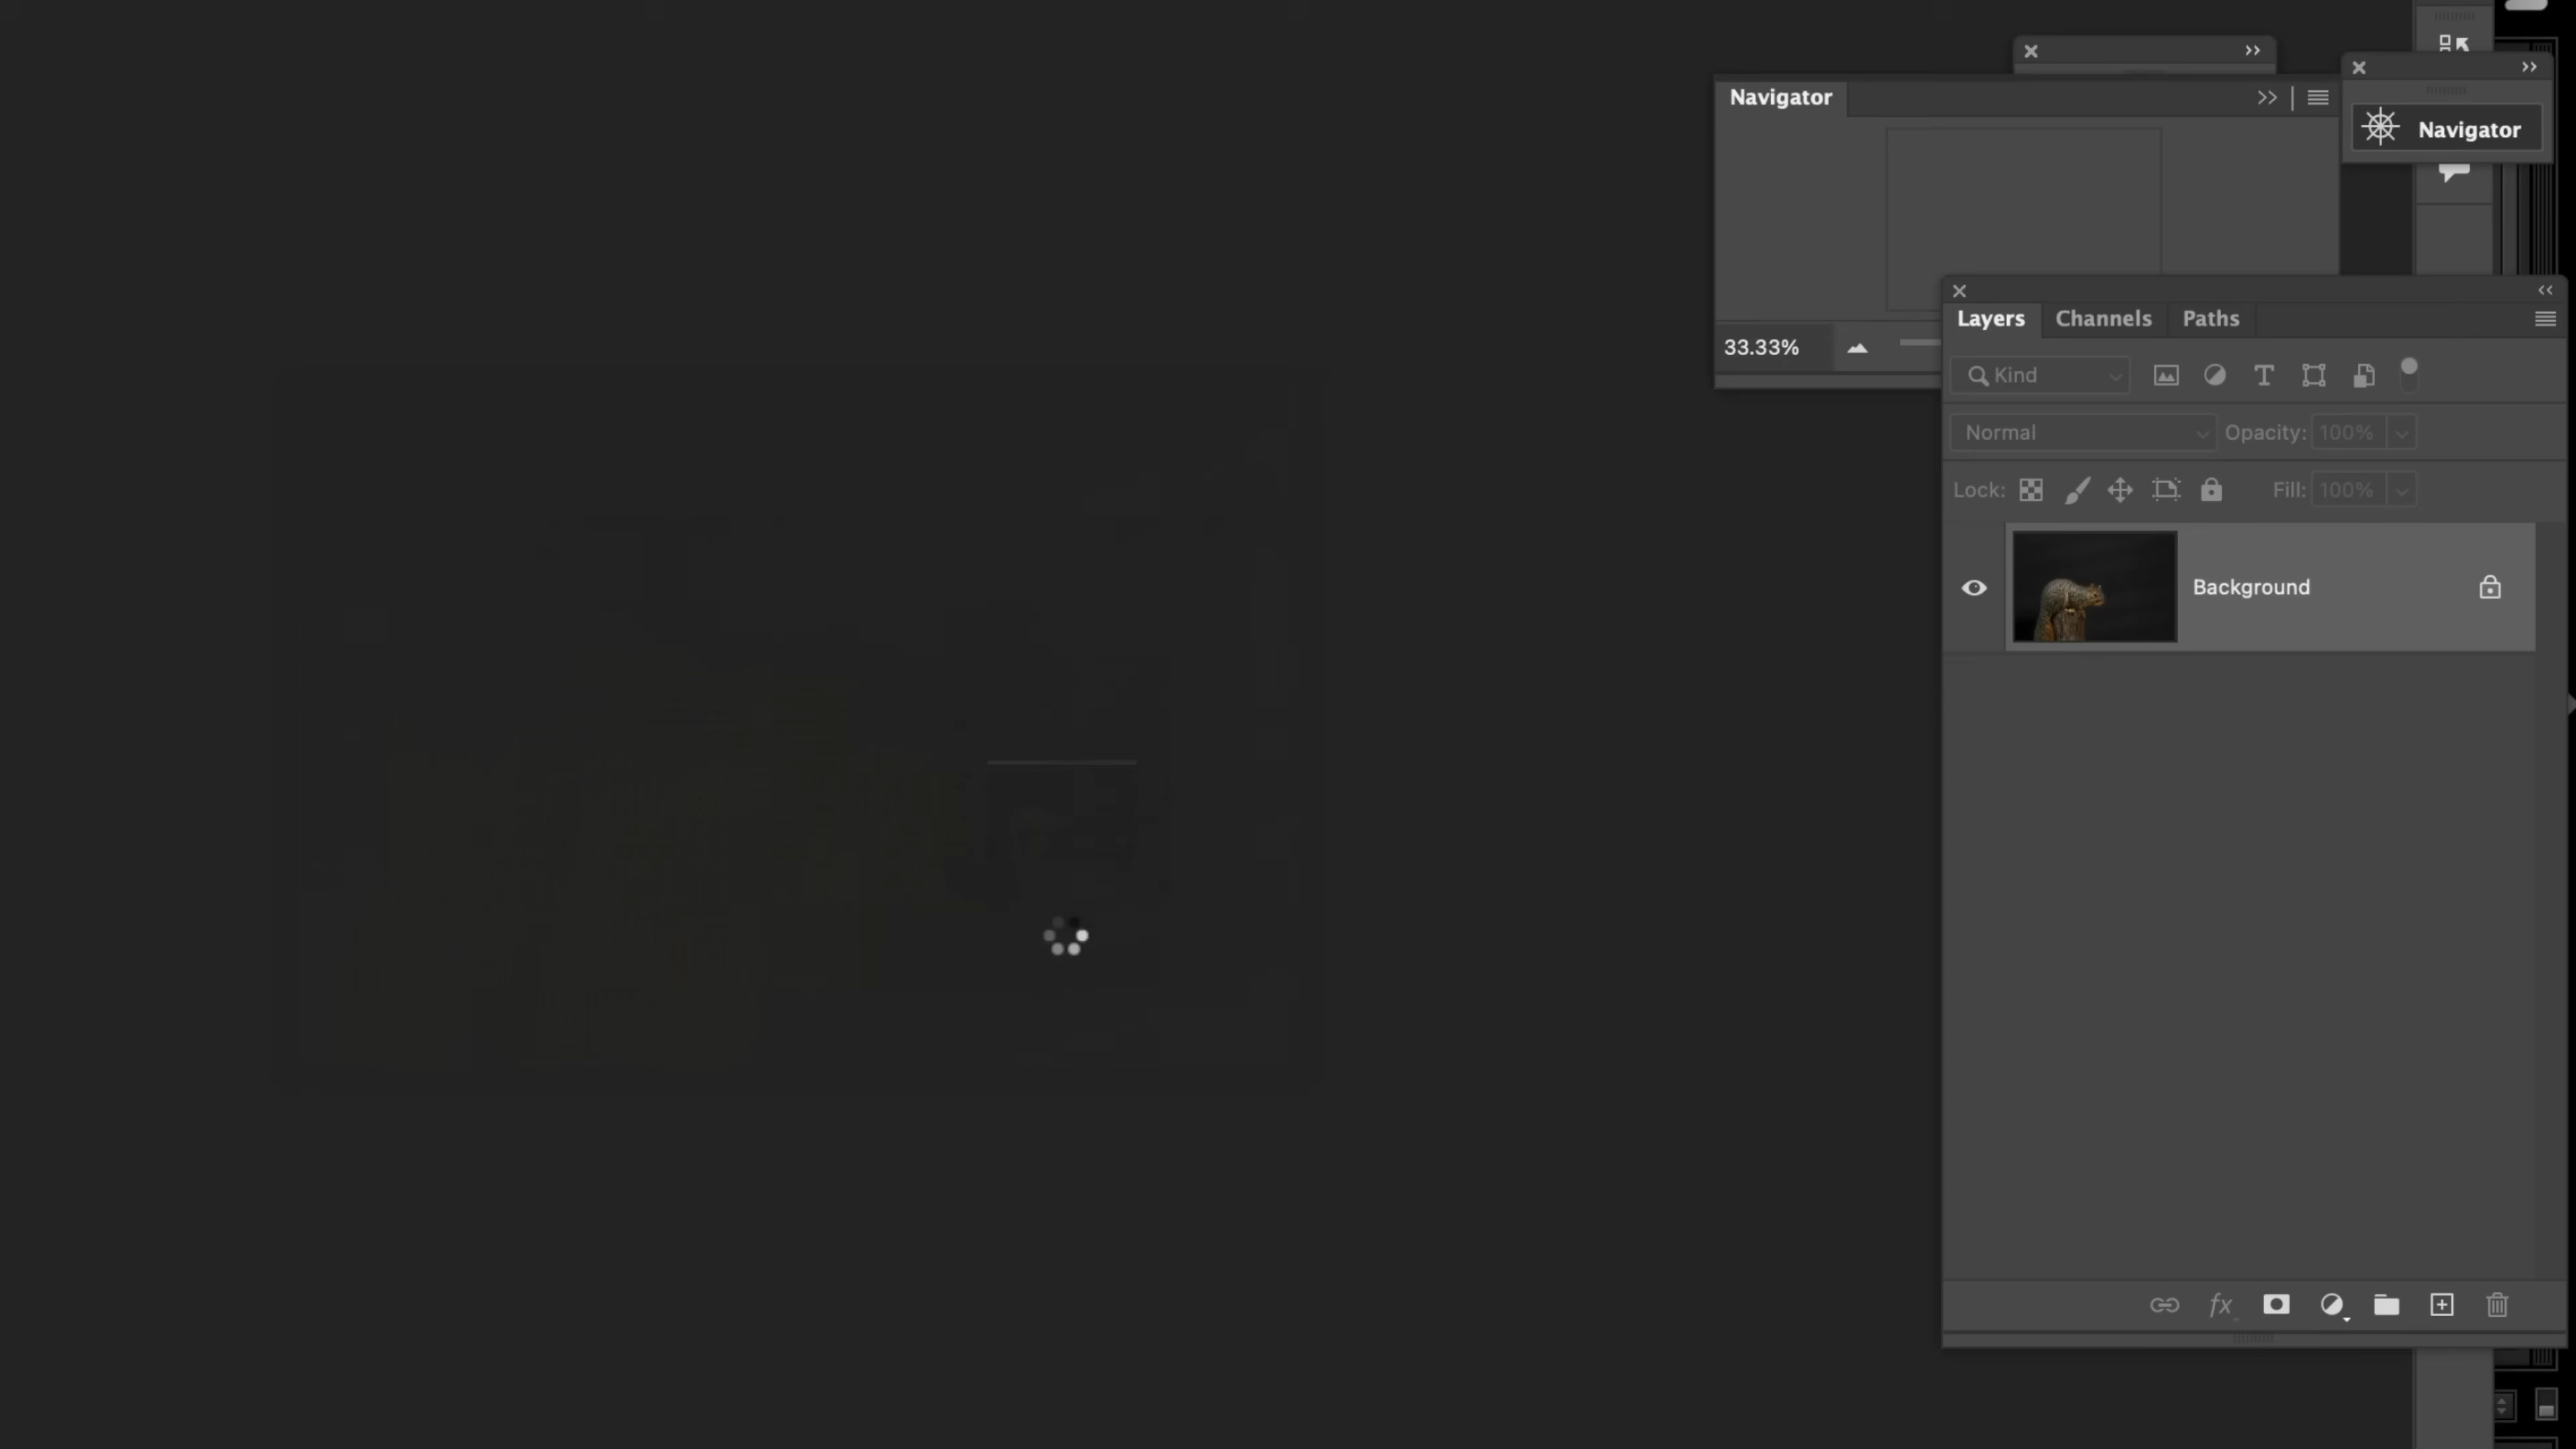 Navigator
Navigator
33.33%
Layers
Channels
Paths
Kind
Normal
Opacity: 100%
Lock:
Fill: 100%
Background
fx